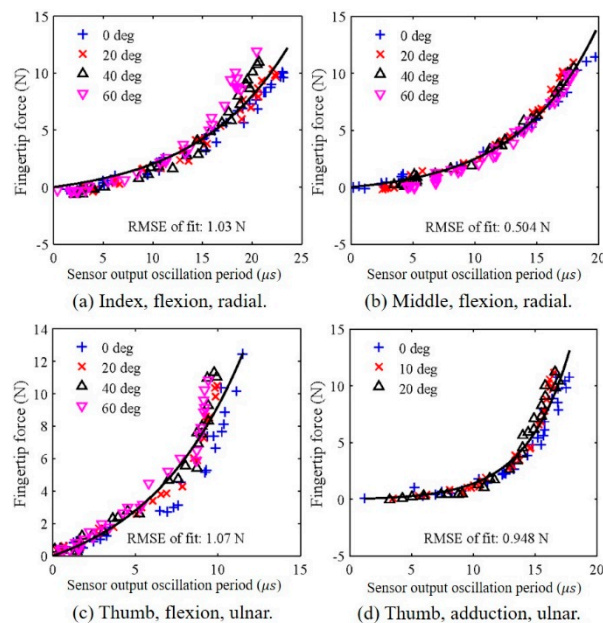 0 deg
20 deg
40 deg
60 deg
15
10
5
0
-5
Fingertip force (N)
RMSE of fit: 1.03 N
0 5 10 15 20 25
Sensor output oscillation period (μs)
(a) Index, flexion, radial.
0 deg
20 deg
40 deg
60 deg
15
10
5
0
-5
Fingertip force (N)
RMSE of fit: 0.504 N
0 5 10 15 20
Sensor output oscillation period (μs)
(b) Middle, flexion, radial.
0 deg
20 deg
40 deg
60 deg
14
12
10
8
6
4
2
0
Fingertip force (N)
RMSE of fit: 1.07 N
0 5 10 15
Sensor output oscillation period (μs)
(c) Thumb, flexion, ulnar.
0 deg
10 deg
20 deg
15
10
5
0
-5
Fingertip force (N)
RMSE of fit: 0.948 N
0 5 10 15 20
Sensor output oscillation period (μs)
(d) Thumb, adduction, ulnar.